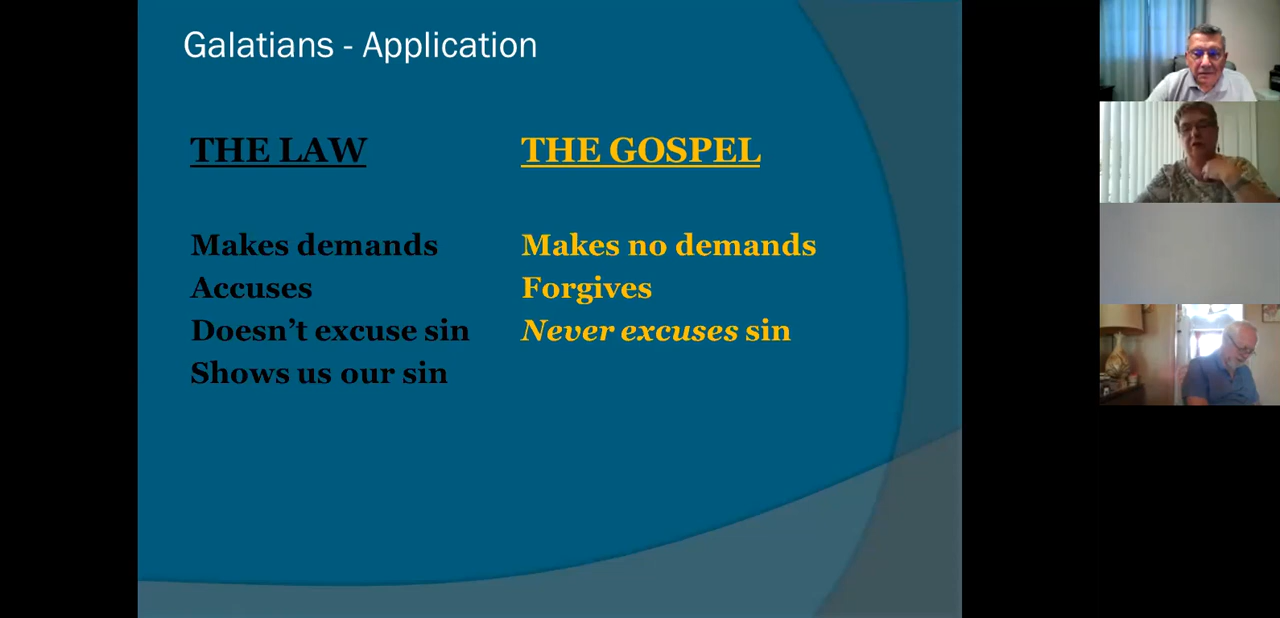 Galatians - Application
THE LAW
Makes demands
Accuses
Doesn’t excuse sin
Shows us our sin
THE GOSPEL
Makes no demands
Forgives
Never excuses sin